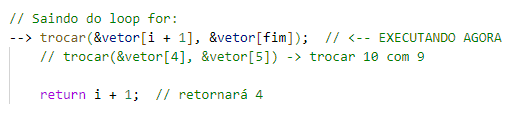 // Saindo do loop for:
--> trocar(&vetor[i + 1], &vetor[fim]);  // <-- EXECUTANDO AGORA
    // trocar(&vetor[4], &vetor[5]) -> trocar 10 com 9
    return i + 1;  // retornará 4